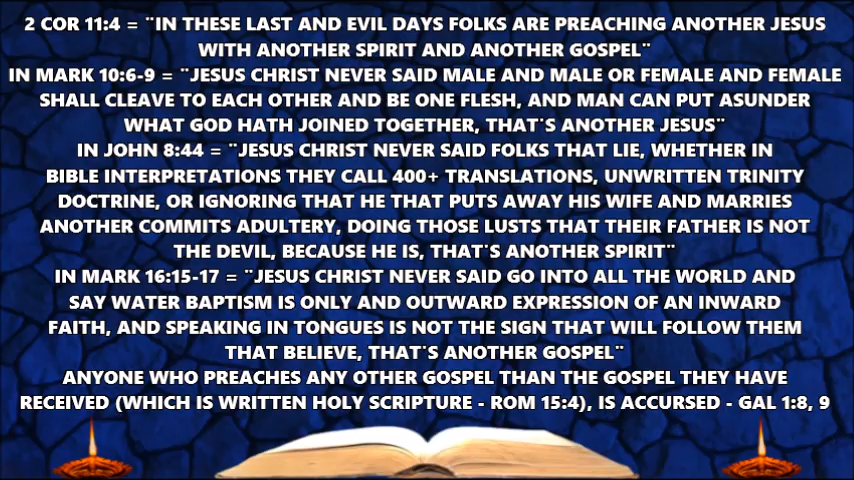 2 COR 11:4 = ¨IN THESE LAST AND EVIL DAYS FOLKS ARE PREACHING ANOTHER JESUS
WITH ANOTHER SPIRIT AND ANOTHER GOSPEL¨
IN MARK 10:6-9 = ¨JESUS CHRIST NEVER SAID MALE AND MALE OR FEMALE AND FEMALE
SHALL CLEAVE TO EACH OTHER AND BE ONE FLESH, AND MAN CAN PUT ASUNDER
WHAT GOD HATH JOINED TOGETHER, THAT'S ANOTHER JESUS¨
IN JOHN 8:44 = ¨JESUS CHRIST NEVER SAID FOLKS THAT LIE, WHETHER IN
BIBLE INTERPRETATIONS THEY CALL 400+ TRANSLATIONS, UNWRITTEN TRINITY
DOCTRINE, OR IGNORING THAT HE THAT PUTS AWAY HIS WIFE AND MARRIES
ANOTHER COMMITS ADULTERY, DOING THOSE LUSTS THAT THEIR FATHER IS NOT
THE DEVIL, BECAUSE HE IS, THAT'S ANOTHER SPIRIT¨
IN MARK 16:15-17 = ¨JESUS CHRIST NEVER SAID GO INTO ALL THE WORLD AND
SAY WATER BAPTISM IS ONLY AND OUTWARD EXPRESSION OF AN INWARD
FAITH, AND SPEAKING IN TONGUES IS NOT THE SIGN THAT WILL FOLLOW THEM
THAT BELIEVE, THAT'S ANOTHER GOSPEL¨
ANYONE WHO PREACHES ANY OTHER GOSPEL THAN THE GOSPEL THEY HAVE
RECEIVED (WHICH IS WRITTEN HOLY SCRIPTURE - ROM 15:4), IS ACCURSED - GAL 1:8, 9